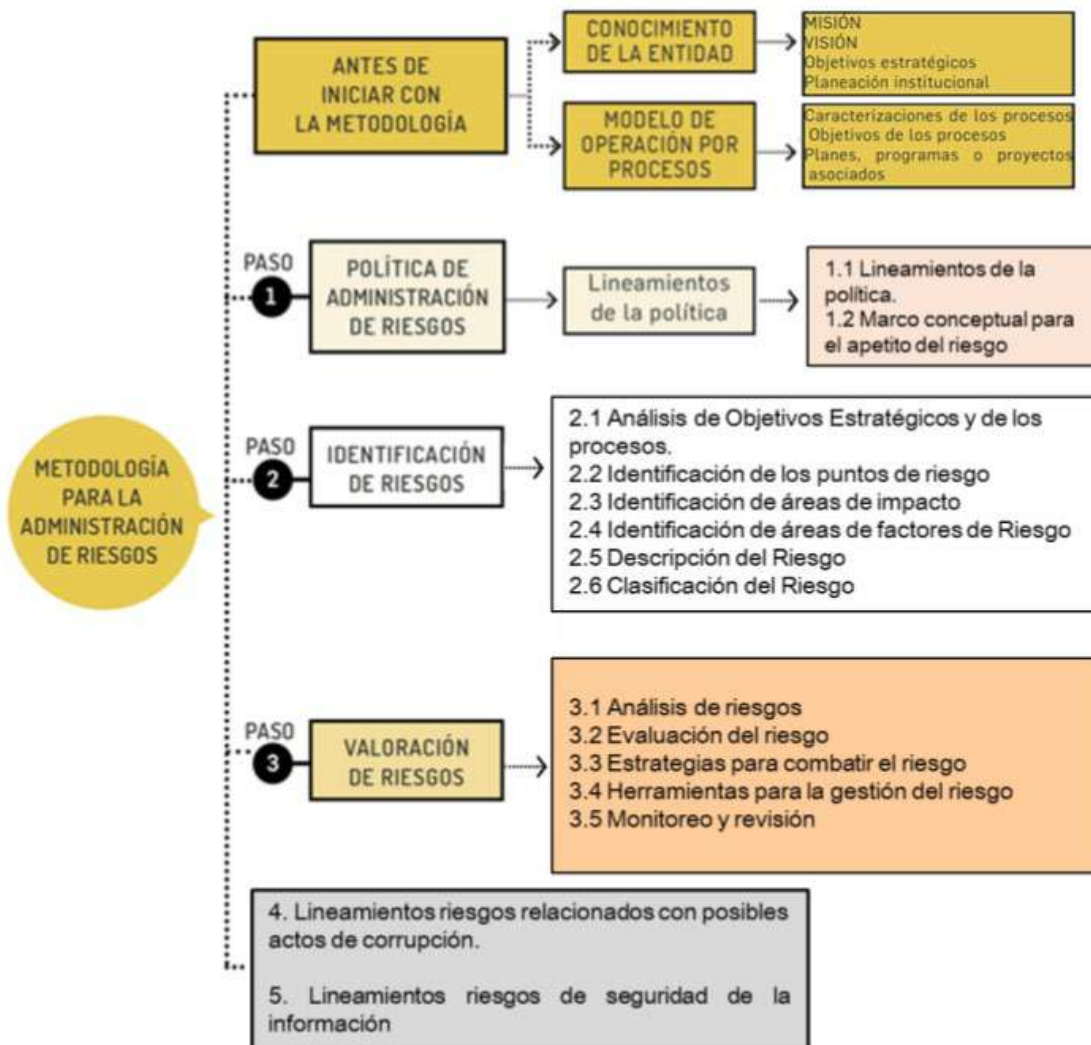 ANTES DE
INICIAR CON
LA METODOLOGÍA
CONOCIMIENTO
DE LA ENTIDAD
MISIÓN
VISIÓN
Objetivos estratégicos
Planeación institucional
MODELO DE
OPERACIÓN POR
PROCESOS
Caracterizaciones de los procesos
Objetivos de los procesos
Planes, programas o proyectos
asociados
PASO
1
POLÍTICA DE
ADMINISTRACIÓN
DE RIESGOS
Lineamientos
de la política
1.1 Lineamientos de la
política.
1.2 Marco conceptual para
el apetito del riesgo
METODOLOGÍA
PARA LA
ADMINISTRACIÓN
DE RIESGOS
PASO
2
IDENTIFICACIÓN
DE RIESGOS
2.1 Análisis de Objetivos Estratégicos y de los
procesos.
2.2 Identificación de los puntos de riesgo
2.3 Identificación de áreas de impacto
2.4 Identificación de áreas de factores de Riesgo
2.5 Descripción del Riesgo
2.6 Clasificación del Riesgo
PASO
3
VALORACIÓN
DE RIESGOS
3.1 Análisis de riesgos
3.2 Evaluación del riesgo
3.3 Estrategias para combatir el riesgo
3.4 Herramientas para la gestión del riesgo
3.5 Monitoreo y revisión
4. Lineamientos riesgos relacionados con posibles
actos de corrupción.
5. Lineamientos riesgos de seguridad de la
información